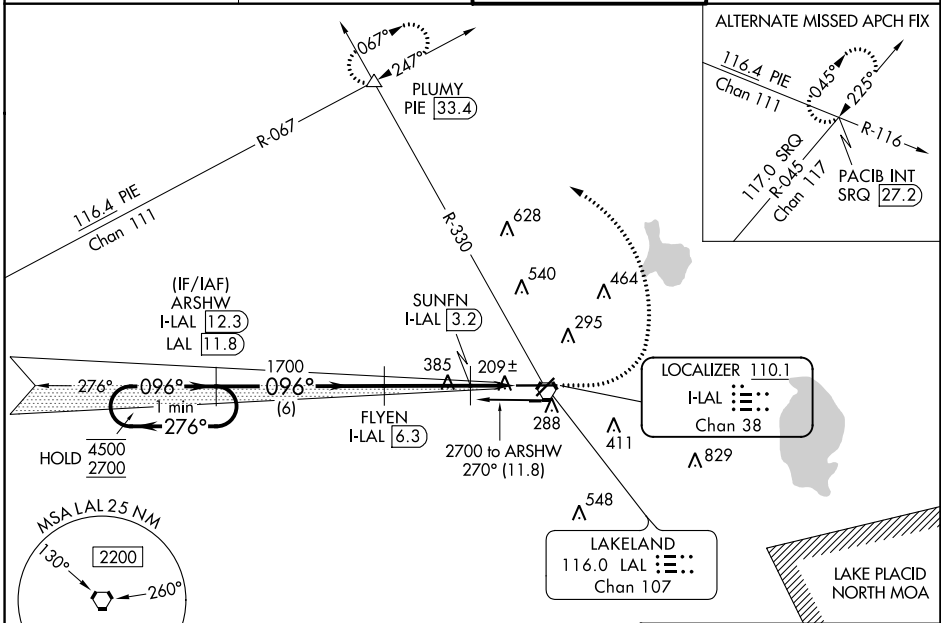 ALTERNATE MISSED APCH FIX
116.4 PIE
Chan 111
045°
225°
R-116
117.0 SRQ
R-045
Chan 117
PACIB INT
SRQ 27.2
067°
247°
PLUMY
PIE 33.4
R-067
116.4 PIE
Chan 111
R-330
628
540
464
295
(IF/IAF)
ARSHW
I-LAL 12.3
LAL 11.8
SUNFN
I-LAL 3.2
1700
385
209±
276°
096°
096°
1 min
(6)
276°
FLYEN
I-LAL 6.3
288
HOLD 4500
2700
2700 to ARSHW
270° (11.8)
LOCALIZER 110.1
I-LAL
Chan 38
411
829
548
LAKELAND
116.0 LAL
Chan 107
MSA LAL 25 NM
130°
2200
260°
LAKE PLACID
NORTH MOA